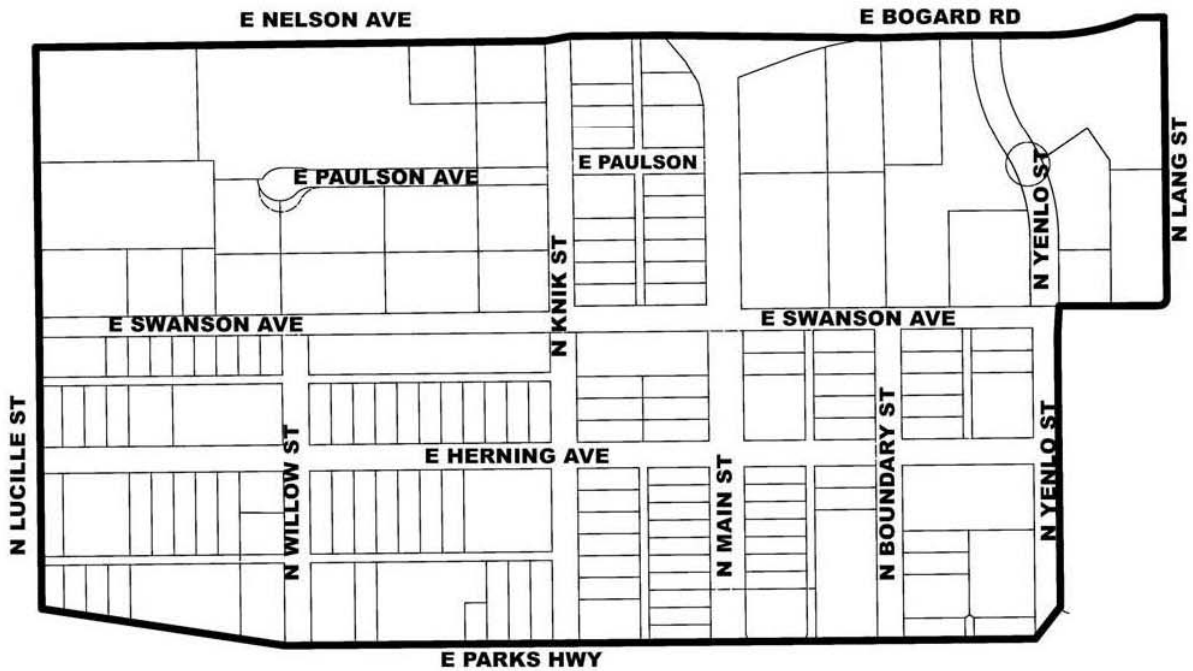 E NELSON AVE
E BOGARD RD
N LANG ST
E PAULSON AVE
E PAULSON
N YENLO ST
N KNIK ST
E SWANSON AVE
E SWANSON AVE
N LUCILLE ST
N WILLOW ST
E HERNING AVE
N MAIN ST
N BOUNDARY ST
N YENLO ST
E PARKS HWY